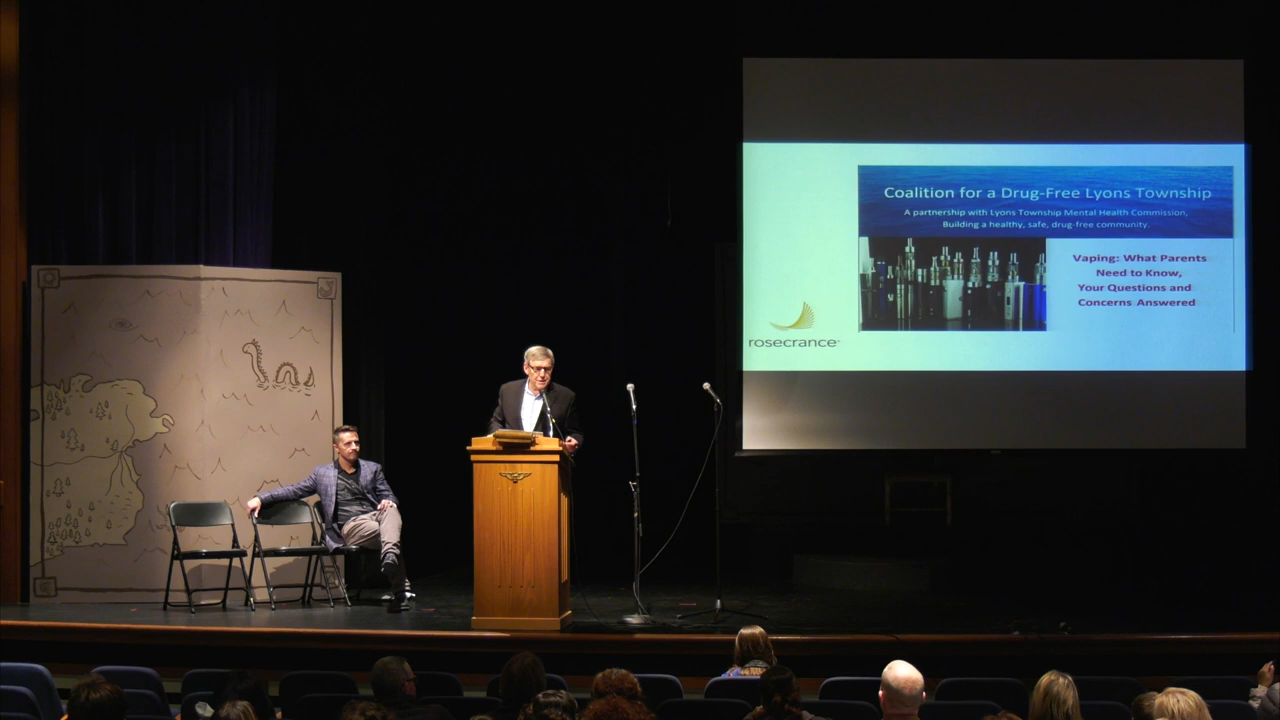 Coalition for a Drug-Free Lyons Township
A partnership with Lyons Township Mental Health Commission,
Building a healthy, safe, drug-free community.
Vaping: What Parents
Need to Know,
Your Questions and
Concerns Answered
rosecrance